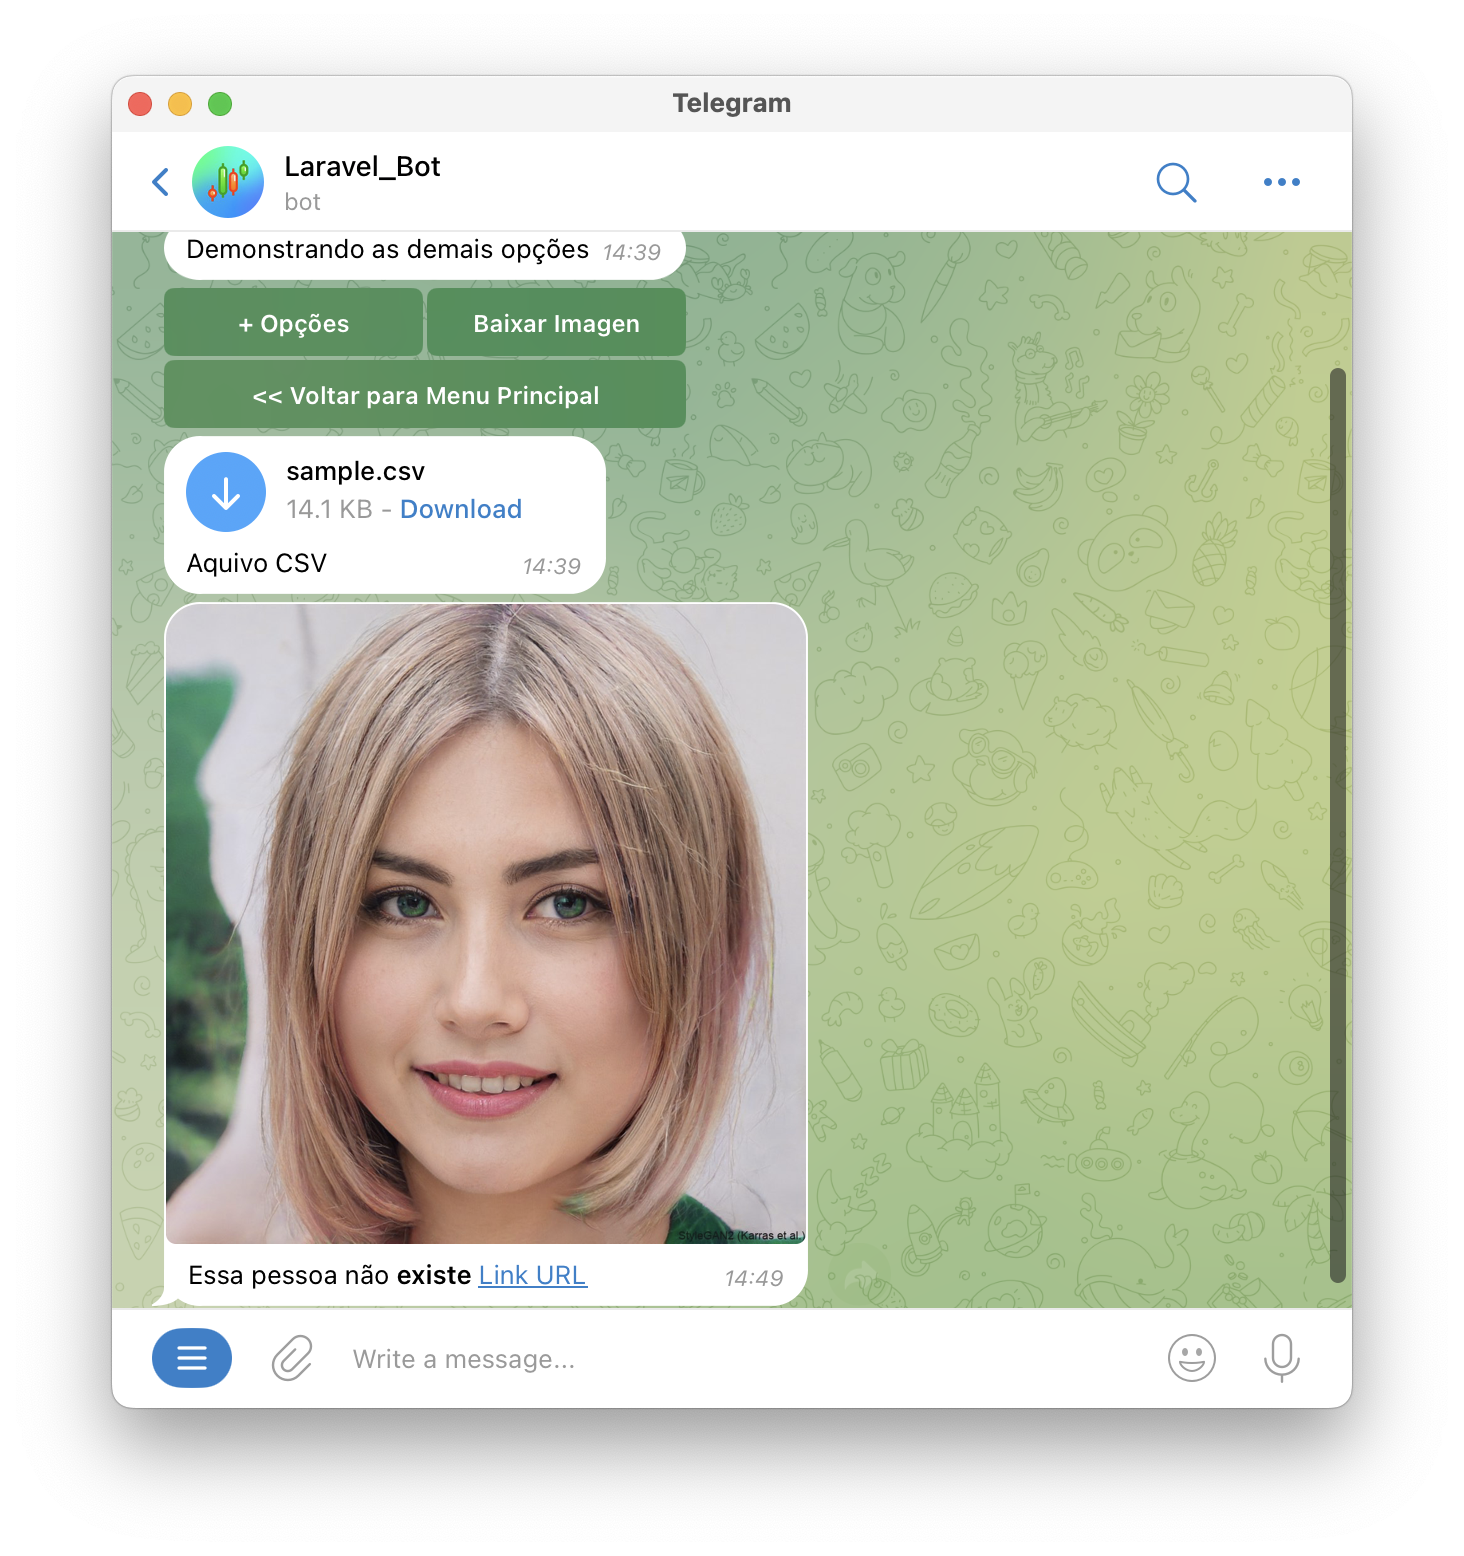 Telegram
Laravel_Bot
bot
Demonstrando as demais opções 14:39
+ Opções
Baixar Imagen
<< Voltar para Menu Principal
sample.csv
14.1 KB - Download
Aquivo CSV 14:39
StyleGAN2 (Karras et al.)
Essa pessoa não existe Link URL 14:49
Write a message...